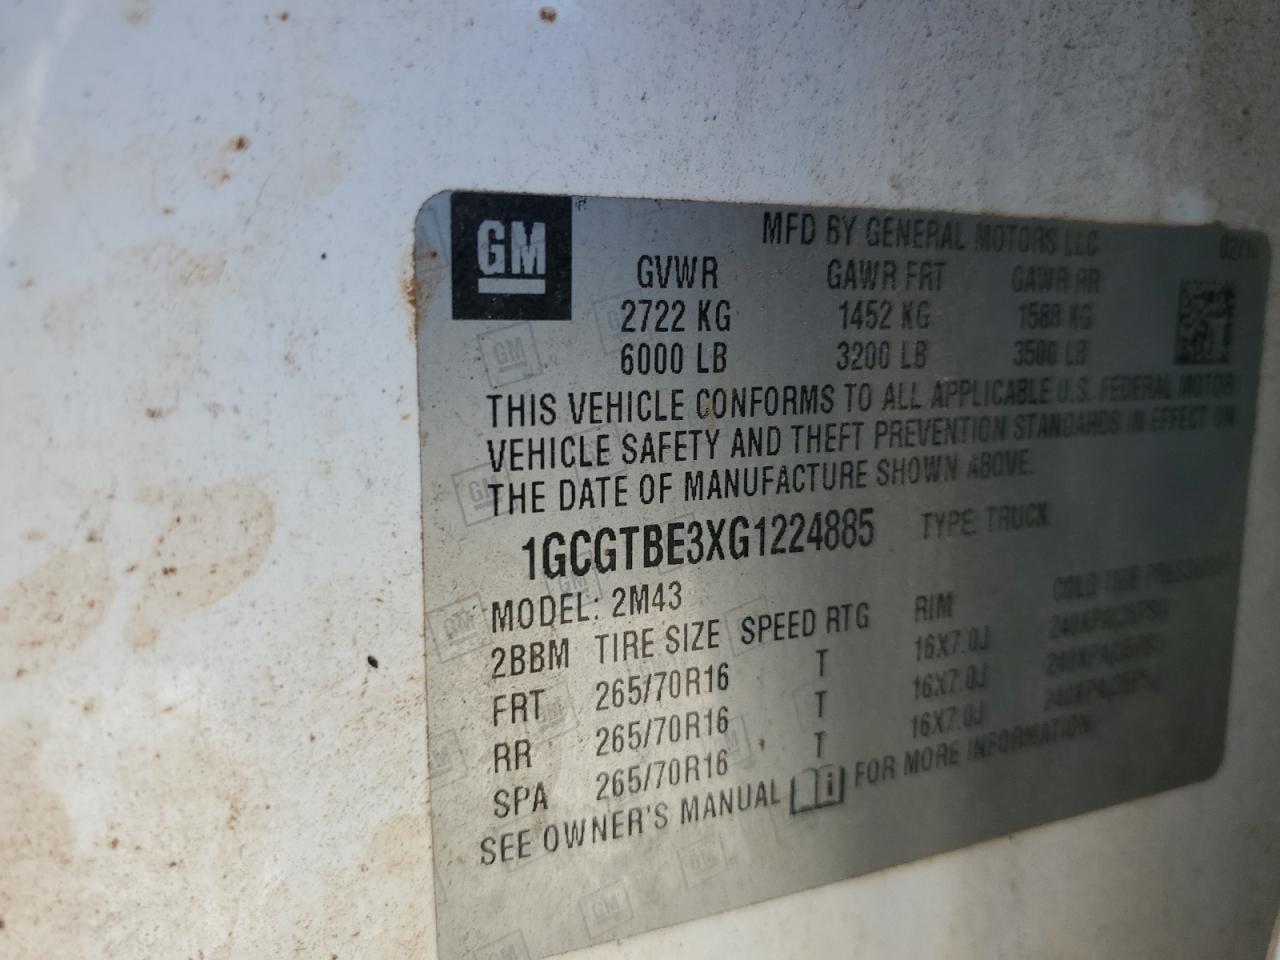 GM
MFD BY GENERAL MOTORS LLC
GVWR GAWR FRT GAWR RR
2722 KG 1452 KG 1588 KG
6000 LB 3200 LB 3500 LB
THIS VEHICLE CONFORMS TO ALL APPLICABLE U.S. FEDERAL MOTOR
VEHICLE SAFETY AND THEFT PREVENTION STANDARDS IN EFFECT ON
THE DATE OF MANUFACTURE SHOWN ABOVE.
1GCGTBE3XG1224885 TYPE: TRUCK
MODEL: 2M43
2BBM TIRE SIZE SPEED RTG RIM COLD TIRE PRESSURE
FRT 265/70R16 T 16X7.0J
RR 265/70R16 T 16X7.0J
SPA 265/70R16 T 16X7.0J
SEE OWNER'S MANUAL FOR MORE INFORMATION.